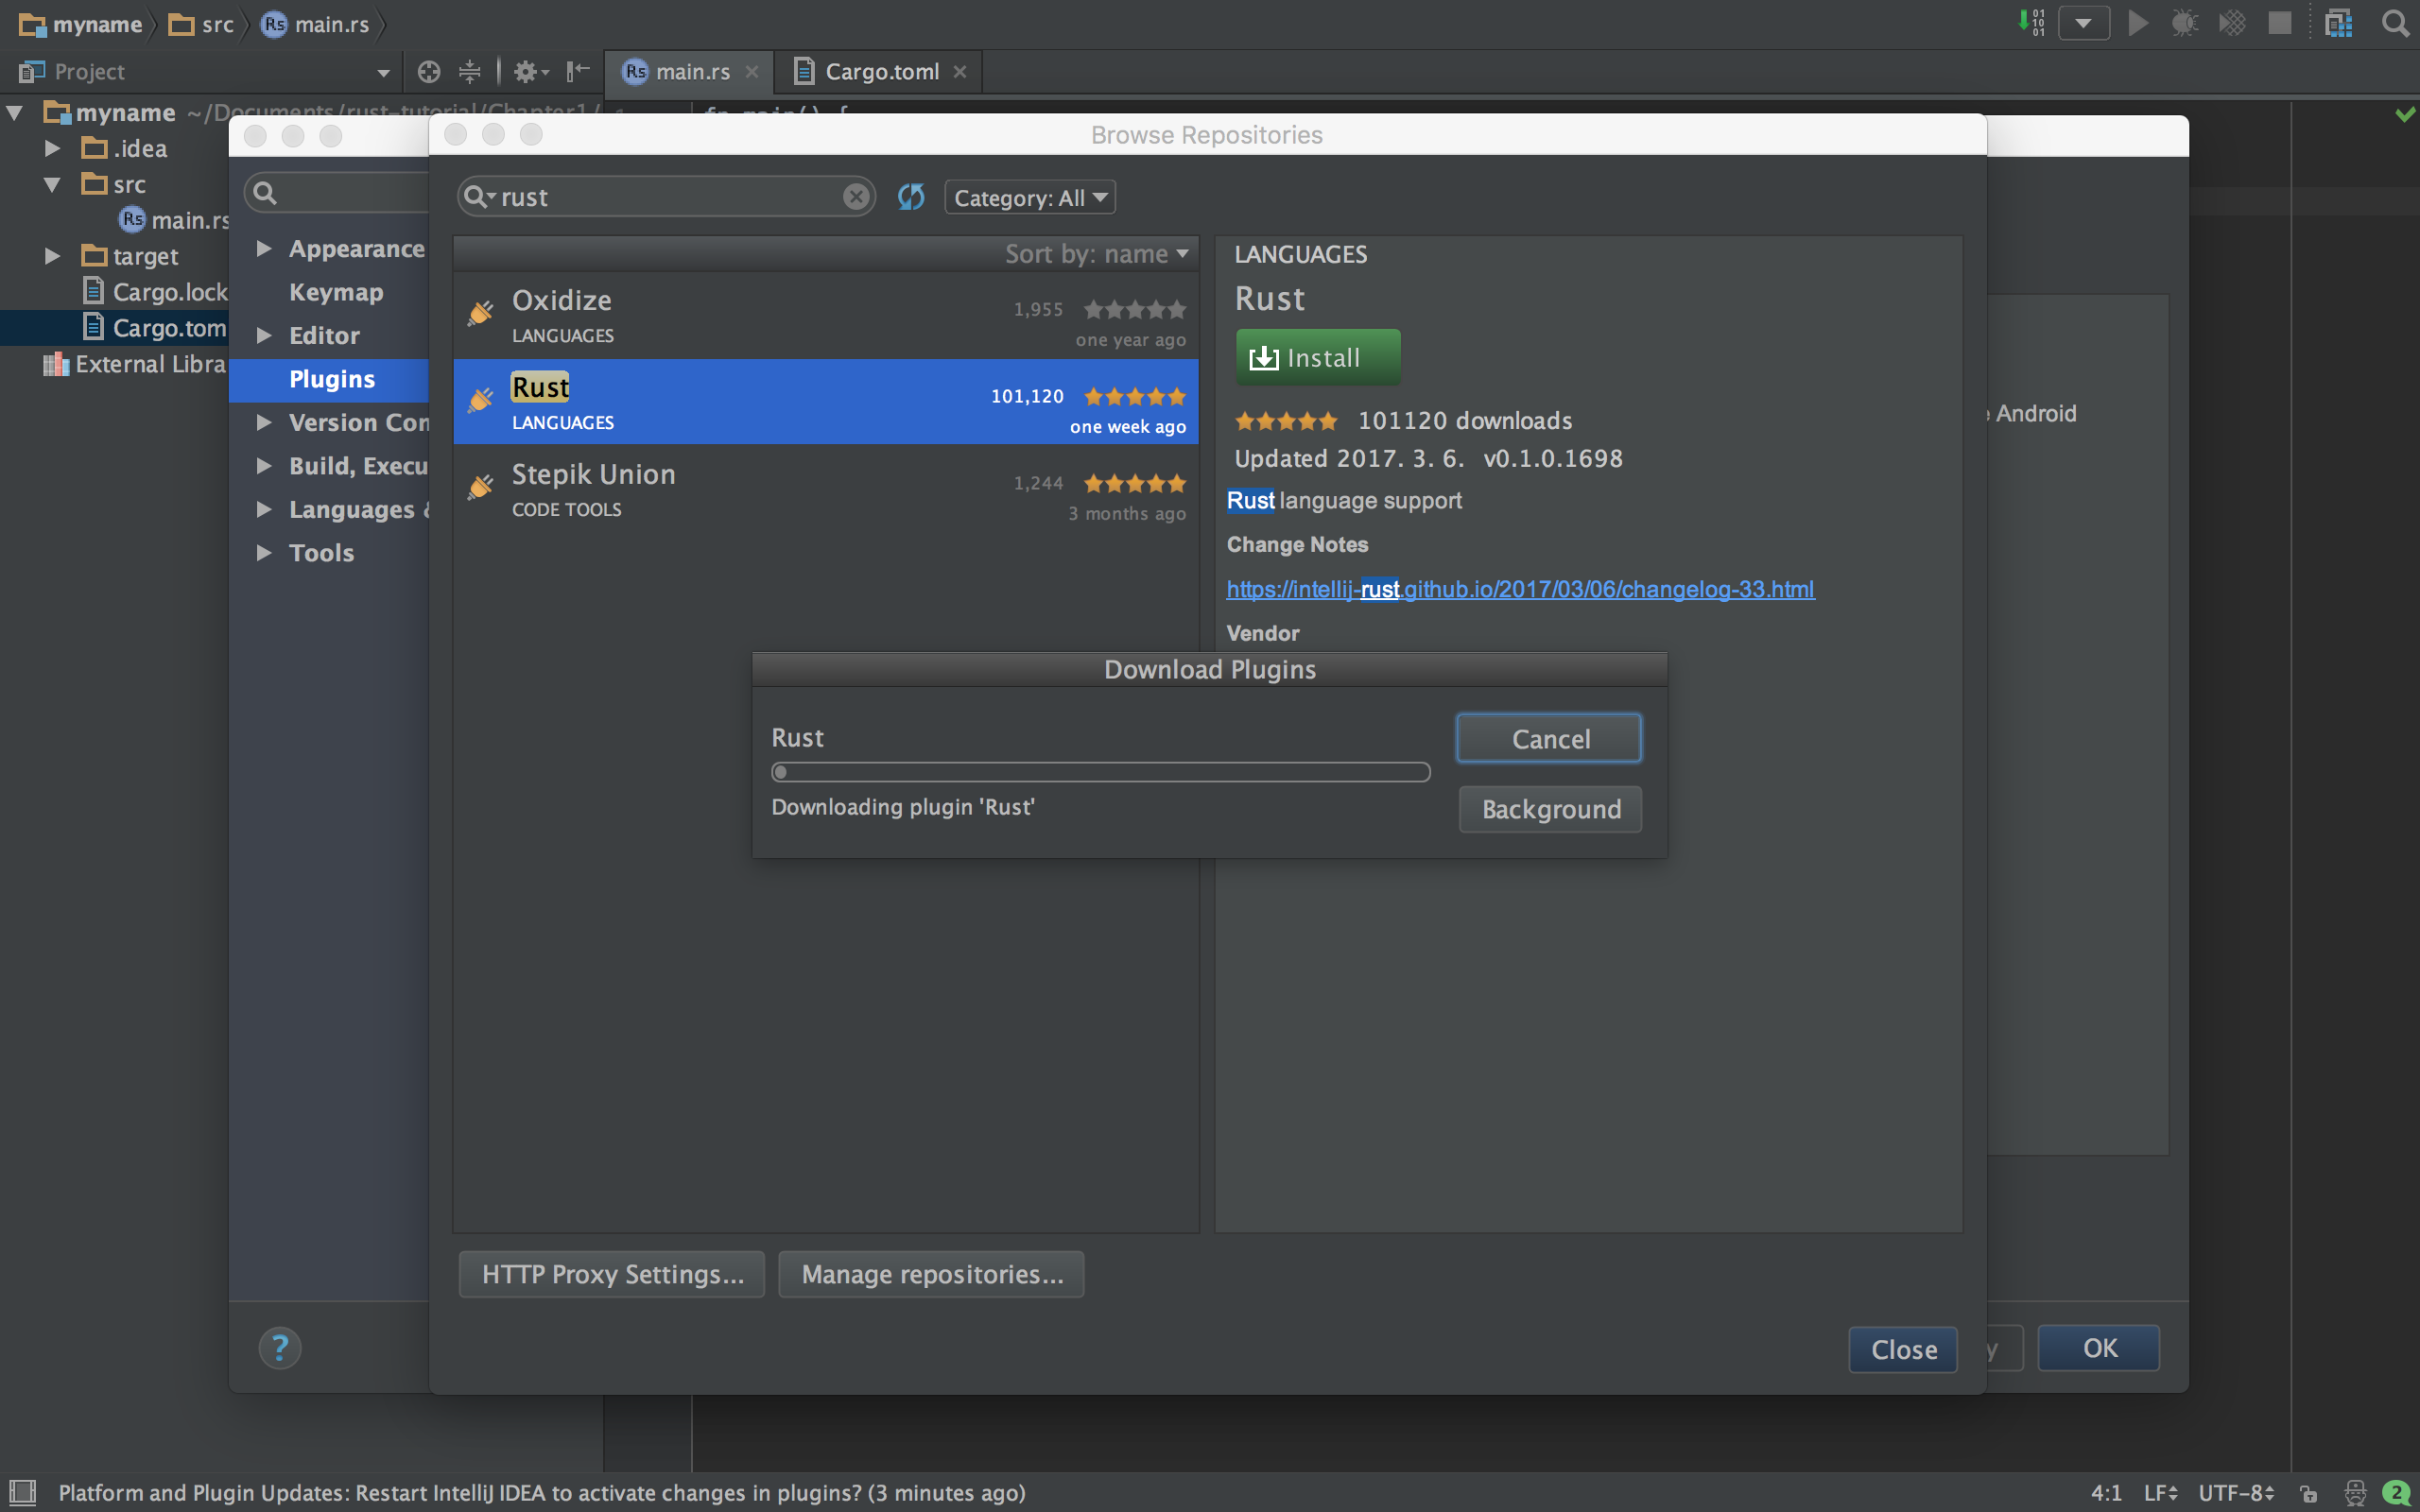 myname
src
main.rs
01
10
01
Project
main.rs
Cargo.toml
myname ~/Documents/rust-tutorial/Chapter1/
fn main() {
.idea
src
main.rs
target
Cargo.lock
Cargo.tom
External Libra
Browse Repositories
rust
Category: All
Appearance
Keymap
Editor
Plugins
Version Con
Build, Execu
Languages &
Tools
Sort by: name
Oxidize
LANGUAGES
1,955
one year ago
Rust
LANGUAGES
101,120
one week ago
Stepik Union
CODE TOOLS
1,244
3 months ago
LANGUAGES
Rust
Install
101120 downloads
Updated 2017. 3. 6. v0.1.0.1698
Rust language support
Change Notes
https://intellij-rust.github.io/2017/03/06/changelog-33.html
Vendor
Android
Download Plugins
Rust
Downloading plugin 'Rust'
Cancel
Background
HTTP Proxy Settings...
Manage repositories...
?
Close
y
OK
Platform and Plugin Updates: Restart IntelliJ IDEA to activate changes in plugins? (3 minutes ago)
4:1
LF
UTF-8
2